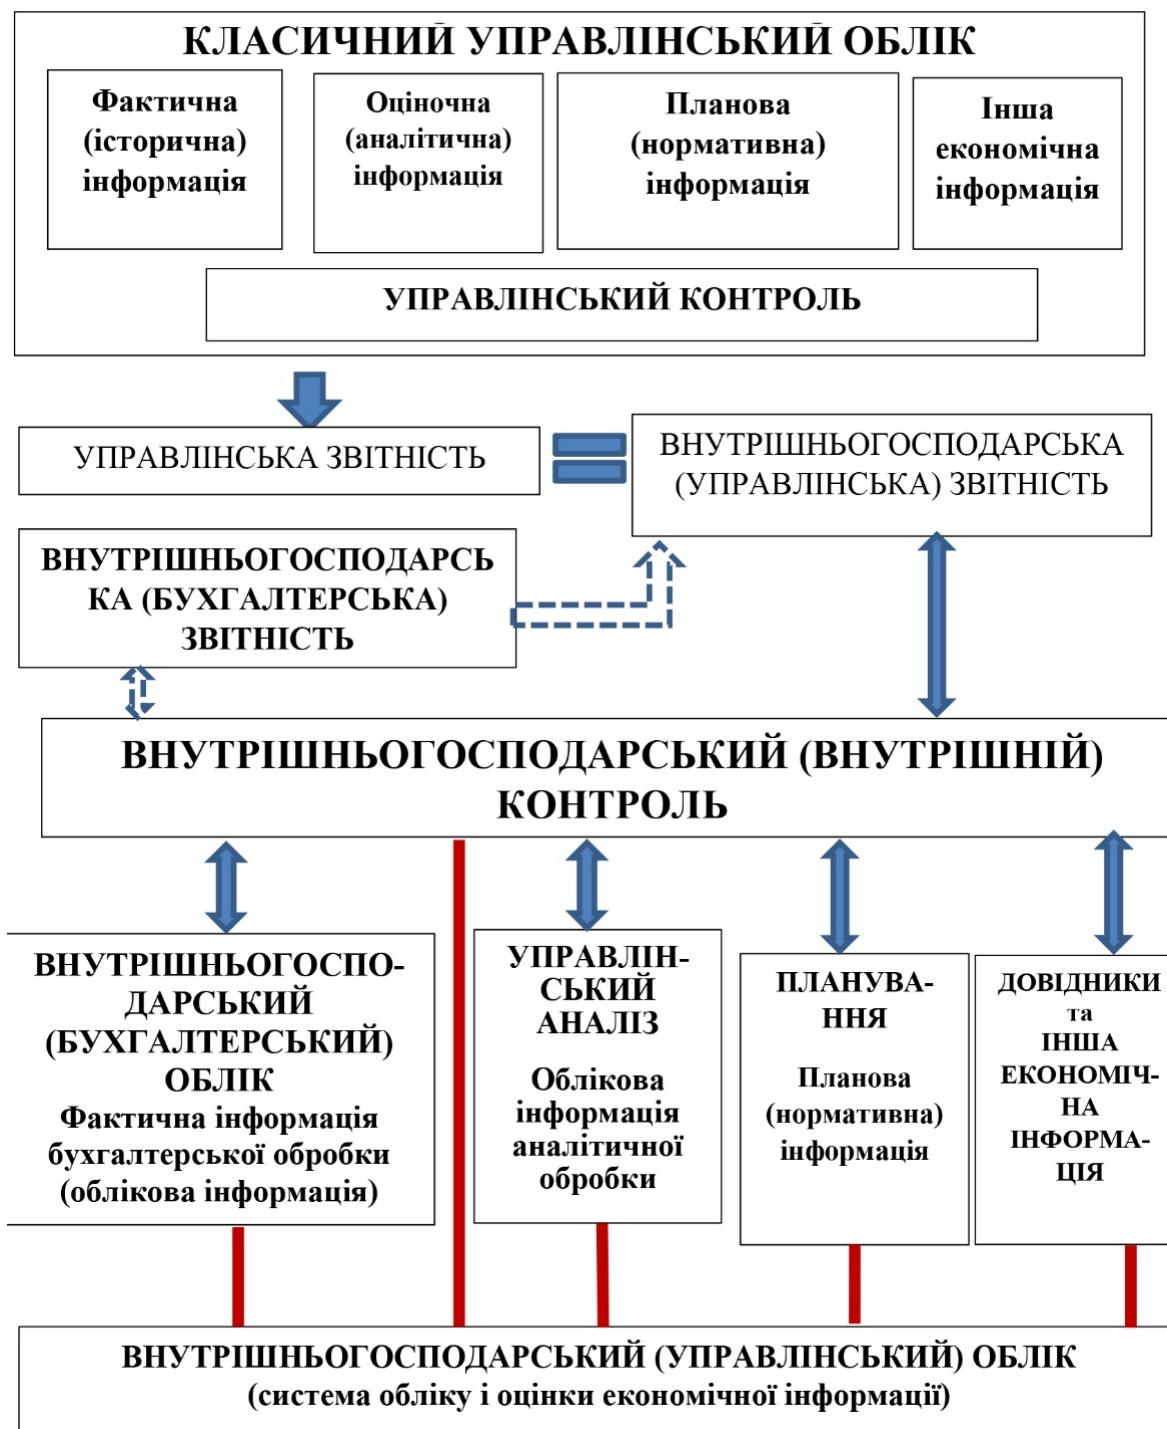 КЛАСИЧНИЙ УПРАВЛІНСЬКИЙ ОБЛІК
Фактична
(історична)
інформація
Оціночна
(аналітична)
інформація
Планова
(нормативна)
інформація
Інша
економічна
інформація
УПРАВЛІНСЬКИЙ КОНТРОЛЬ
УПРАВЛІНСЬКА ЗВІТНІСТЬ
ВНУТРІШНЬОГОСПОДАРСЬКА
(УПРАВЛІНСЬКА) ЗВІТНІСТЬ
ВНУТРІШНЬОГОСПОДАРСЬ
КА (БУХГАЛТЕРСЬКА)
ЗВІТНІСТЬ
ВНУТРІШНЬОГОСПОДАРСЬКИЙ (ВНУТРІШНІЙ)
КОНТРОЛЬ
ВНУТРІШНЬОГОСПО-
ДАРСЬКИЙ
(БУХГАЛТЕРСЬКИЙ)
ОБЛІК
Фактична інформація
бухгалтерської обробки
(облікова інформація)
УПРАВЛІН-
СЬКИЙ
АНАЛІЗ
Облікова
інформація
аналітичної
обробки
ПЛАНУВА-
ННЯ
Планова
(нормативна)
інформація
ДОВІДНИКИ
та
ІНША
ЕКОНОМІЧ-
НА
ІНФОРМА-
ЦІЯ
ВНУТРІШНЬОГОСПОДАРСЬКИЙ (УПРАВЛІНСЬКИЙ) ОБЛІК
(система обліку і оцінки економічної інформації)